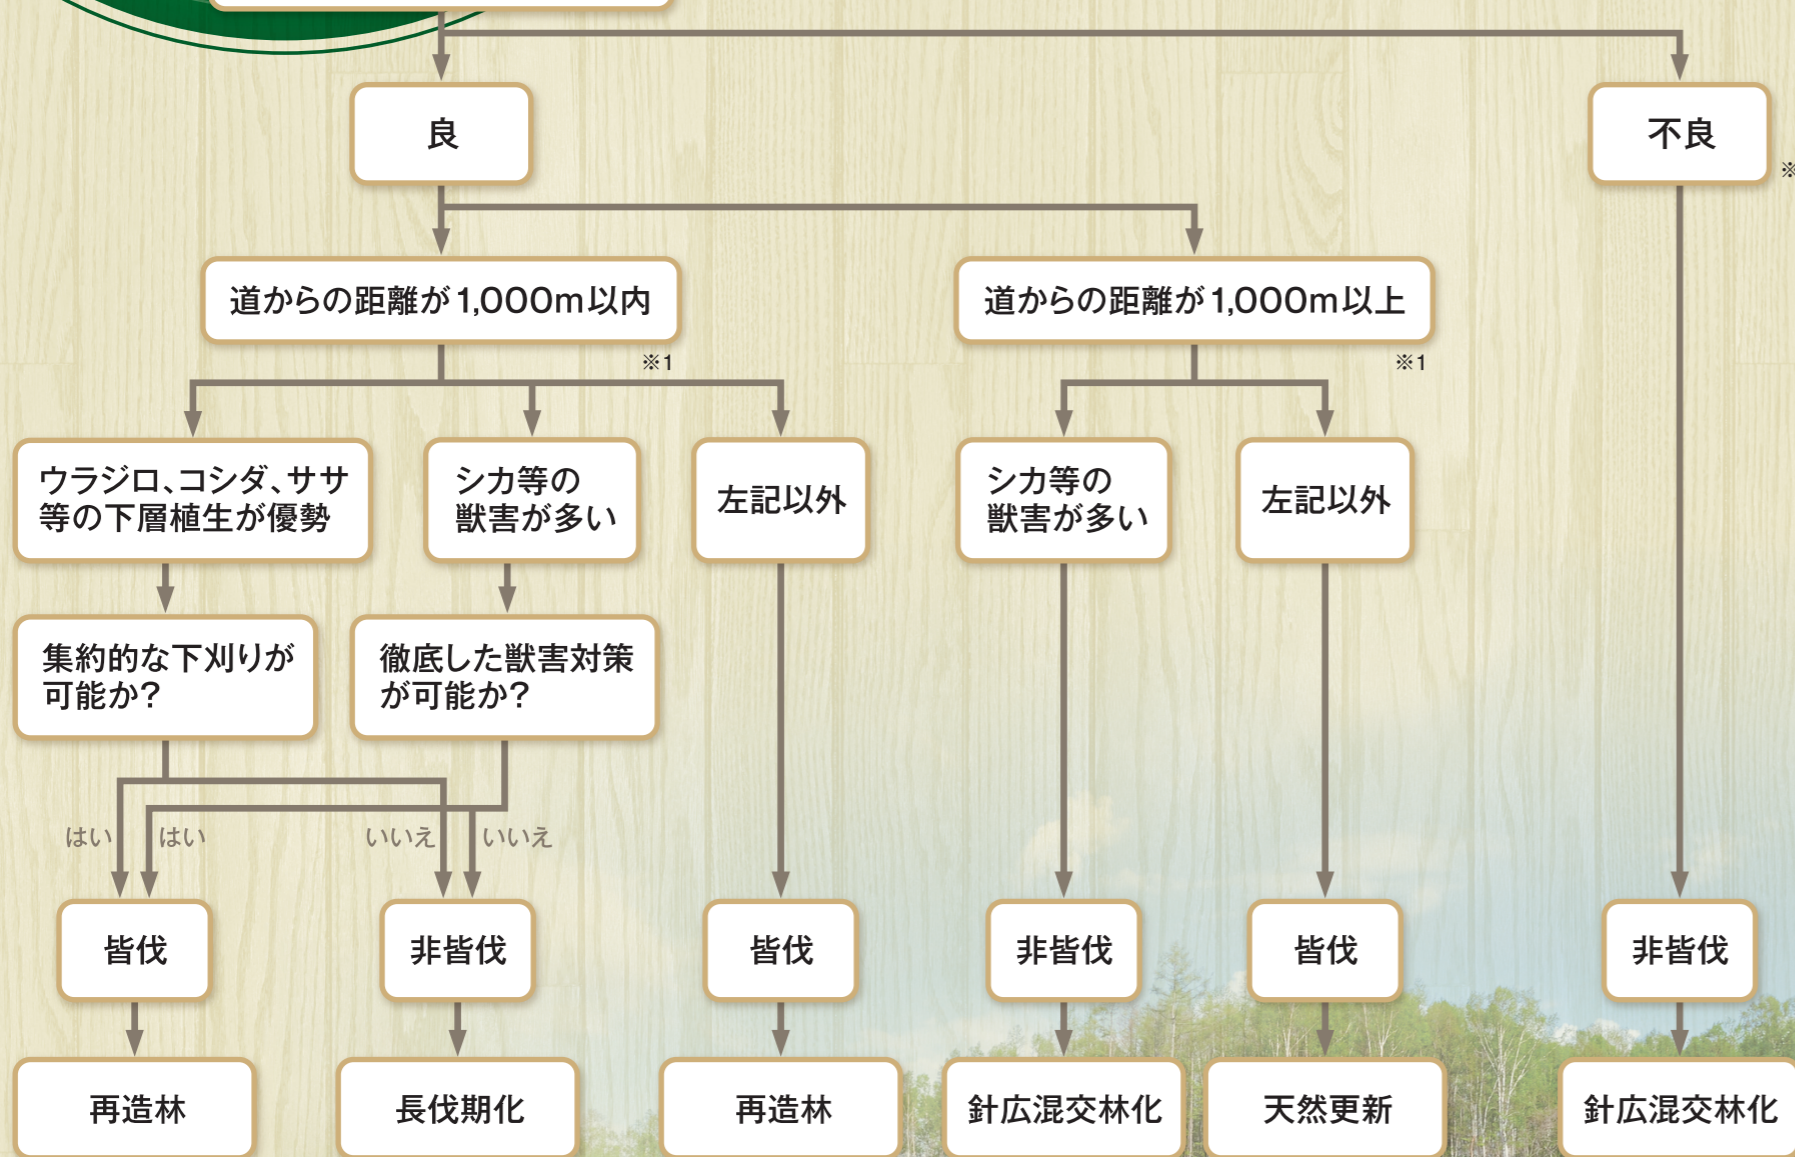 良
不良
※
道からの距離が1,000m以内
道からの距離が1,000m以上
※1
※1
ウラジロ、コシダ、ササ
等の下層植生が優勢
シカ等の
獣害が多い
左記以外
シカ等の
獣害が多い
左記以外
集約的な下刈りが
可能か?
徹底した獣害対策
が可能か?
はい
はい
いいえ
いいえ
皆伐
非皆伐
皆伐
非皆伐
皆伐
非皆伐
再造林
長伐期化
再造林
針広混交林化
天然更新
針広混交林化